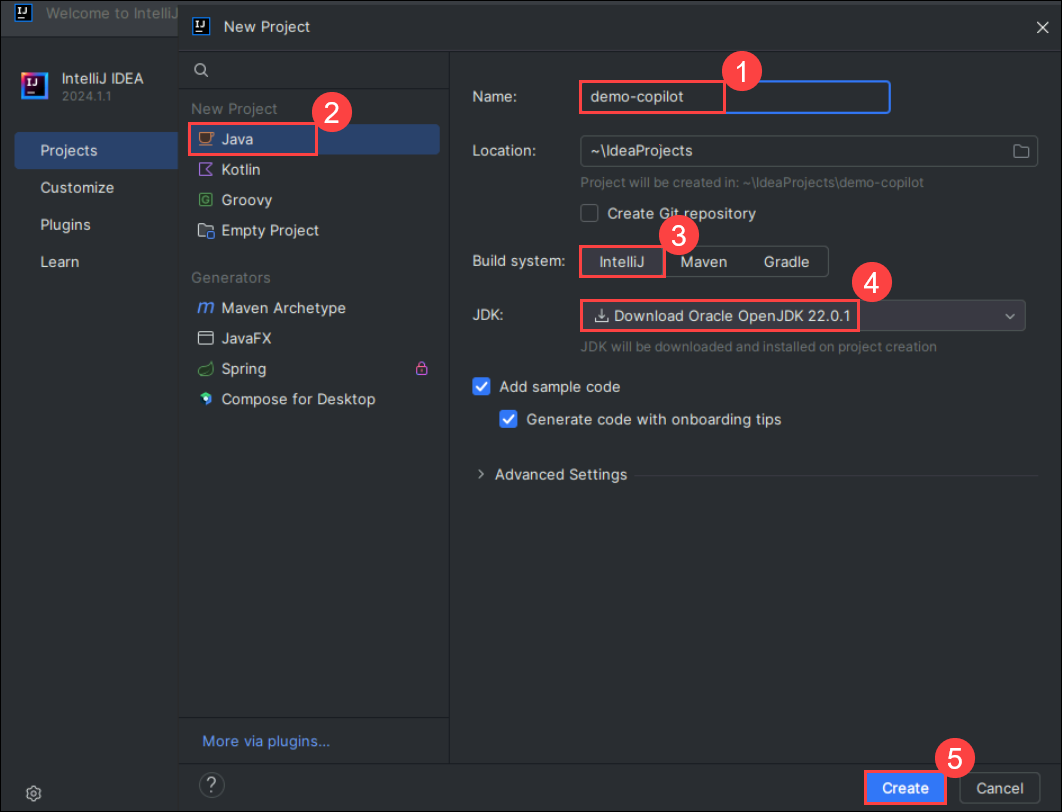 Welcome to IntelliJ
New Project
IntelliJ IDEA
2024.1.1
Projects
Customize
Plugins
Learn
New Project
2
Java
Kotlin
Groovy
Empty Project
Generators
Maven Archetype
JavaFX
Spring
Compose for Desktop
More via plugins...
?
1
Name: demo-copilot
Location: ~\IdeaProjects
Project will be created in: ~\IdeaProjects\demo-copilot
Create Git repository
3
Build system: IntelliJ Maven Gradle
4
JDK: Download Oracle OpenJDK 22.0.1
JDK will be downloaded and installed on project creation
Add sample code
Generate code with onboarding tips
Advanced Settings
5
Create Cancel